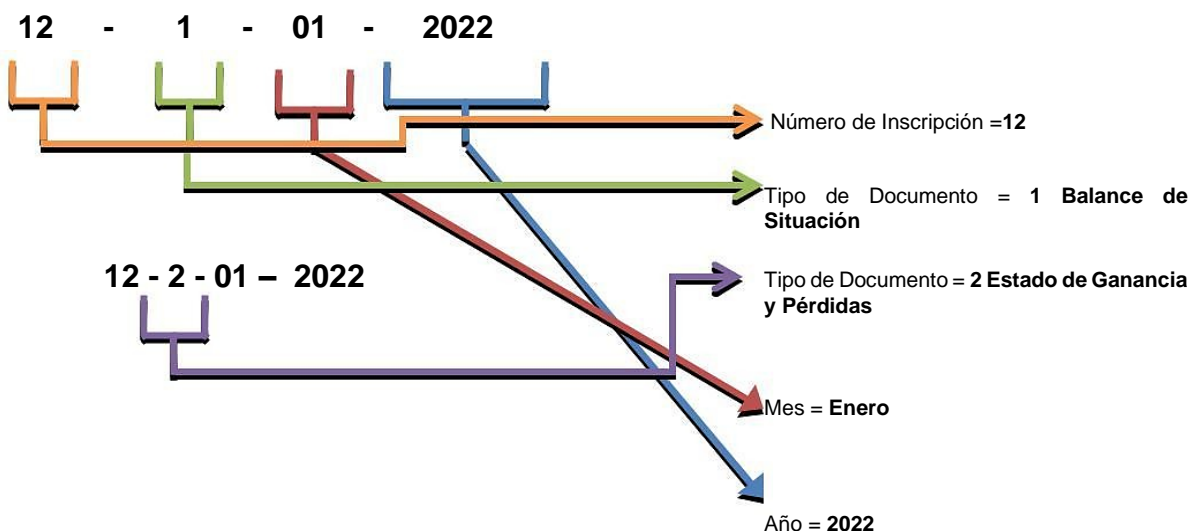 12 - 1 - 01 - 2022
Número de Inscripción =12
Tipo de Documento = 1 Balance de
Situación
12 - 2 - 01 – 2022
Tipo de Documento = 2 Estado de Ganancia
y Pérdidas
Mes = Enero
Año = 2022